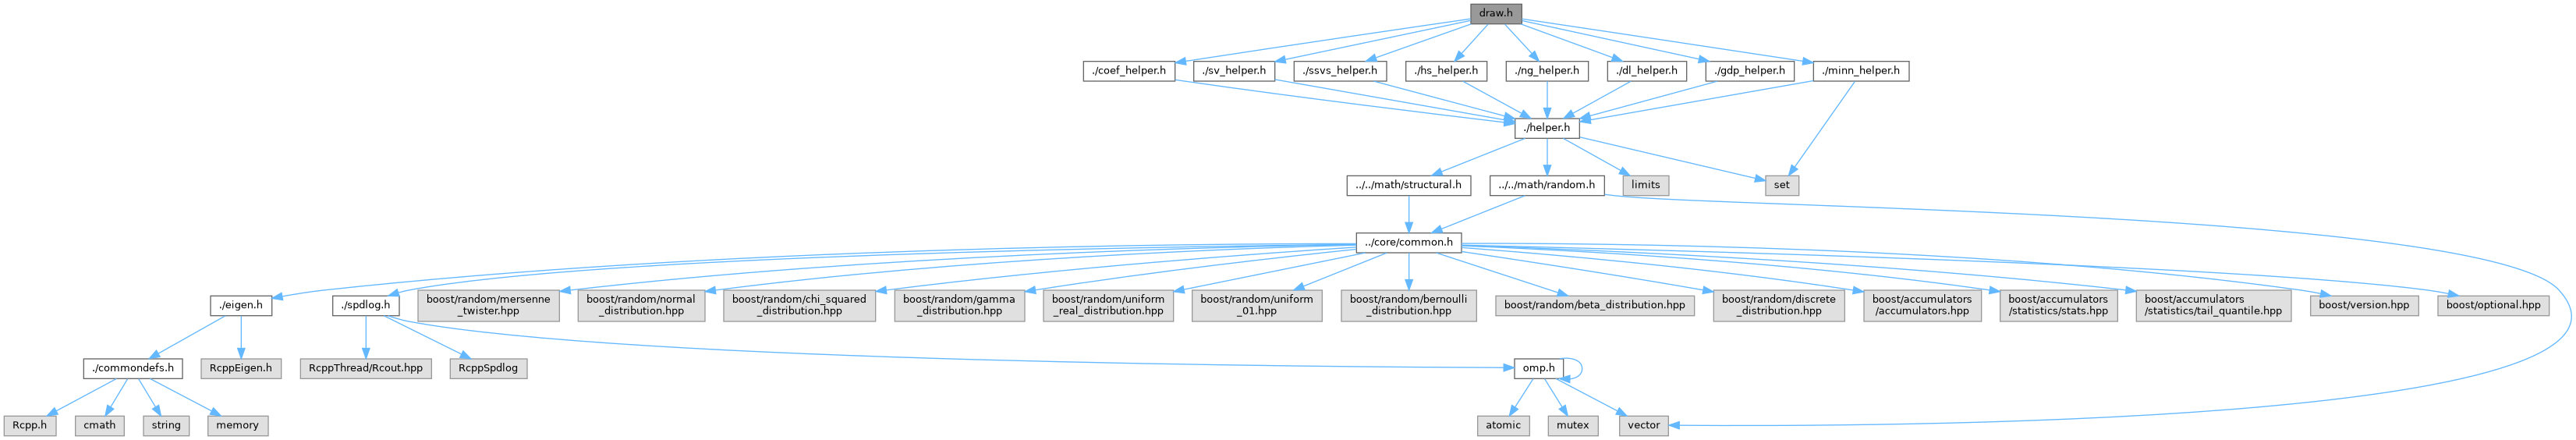 draw.h
./coef_helper.h
./sv_helper.h
./ssvs_helper.h
./hs_helper.h
./ng_helper.h
./dl_helper.h
./gdp_helper.h
./minn_helper.h
./helper.h
../../math/structural.h
../../math/random.h
limits
set
../core/common.h
./eigen.h
./spdlog.h
boost/random/mersenne
_twister.hpp
boost/random/normal
_distribution.hpp
boost/random/chi_squared
_distribution.hpp
boost/random/gamma
_distribution.hpp
boost/random/uniform
_real_distribution.hpp
boost/random/uniform
_01.hpp
boost/random/bernoulli
_distribution.hpp
boost/random/beta_distribution.hpp
boost/random/discrete
_distribution.hpp
boost/accumulators
/accumulators.hpp
boost/accumulators
/statistics/stats.hpp
boost/accumulators
/statistics/tail_quantile.hpp
boost/version.hpp
boost/optional.hpp
./commondefs.h
RcppEigen.h
RcppThread/Rcout.hpp
RcppSpdlog
omp.h
Rcpp.h
cmath
string
memory
atomic
mutex
vector